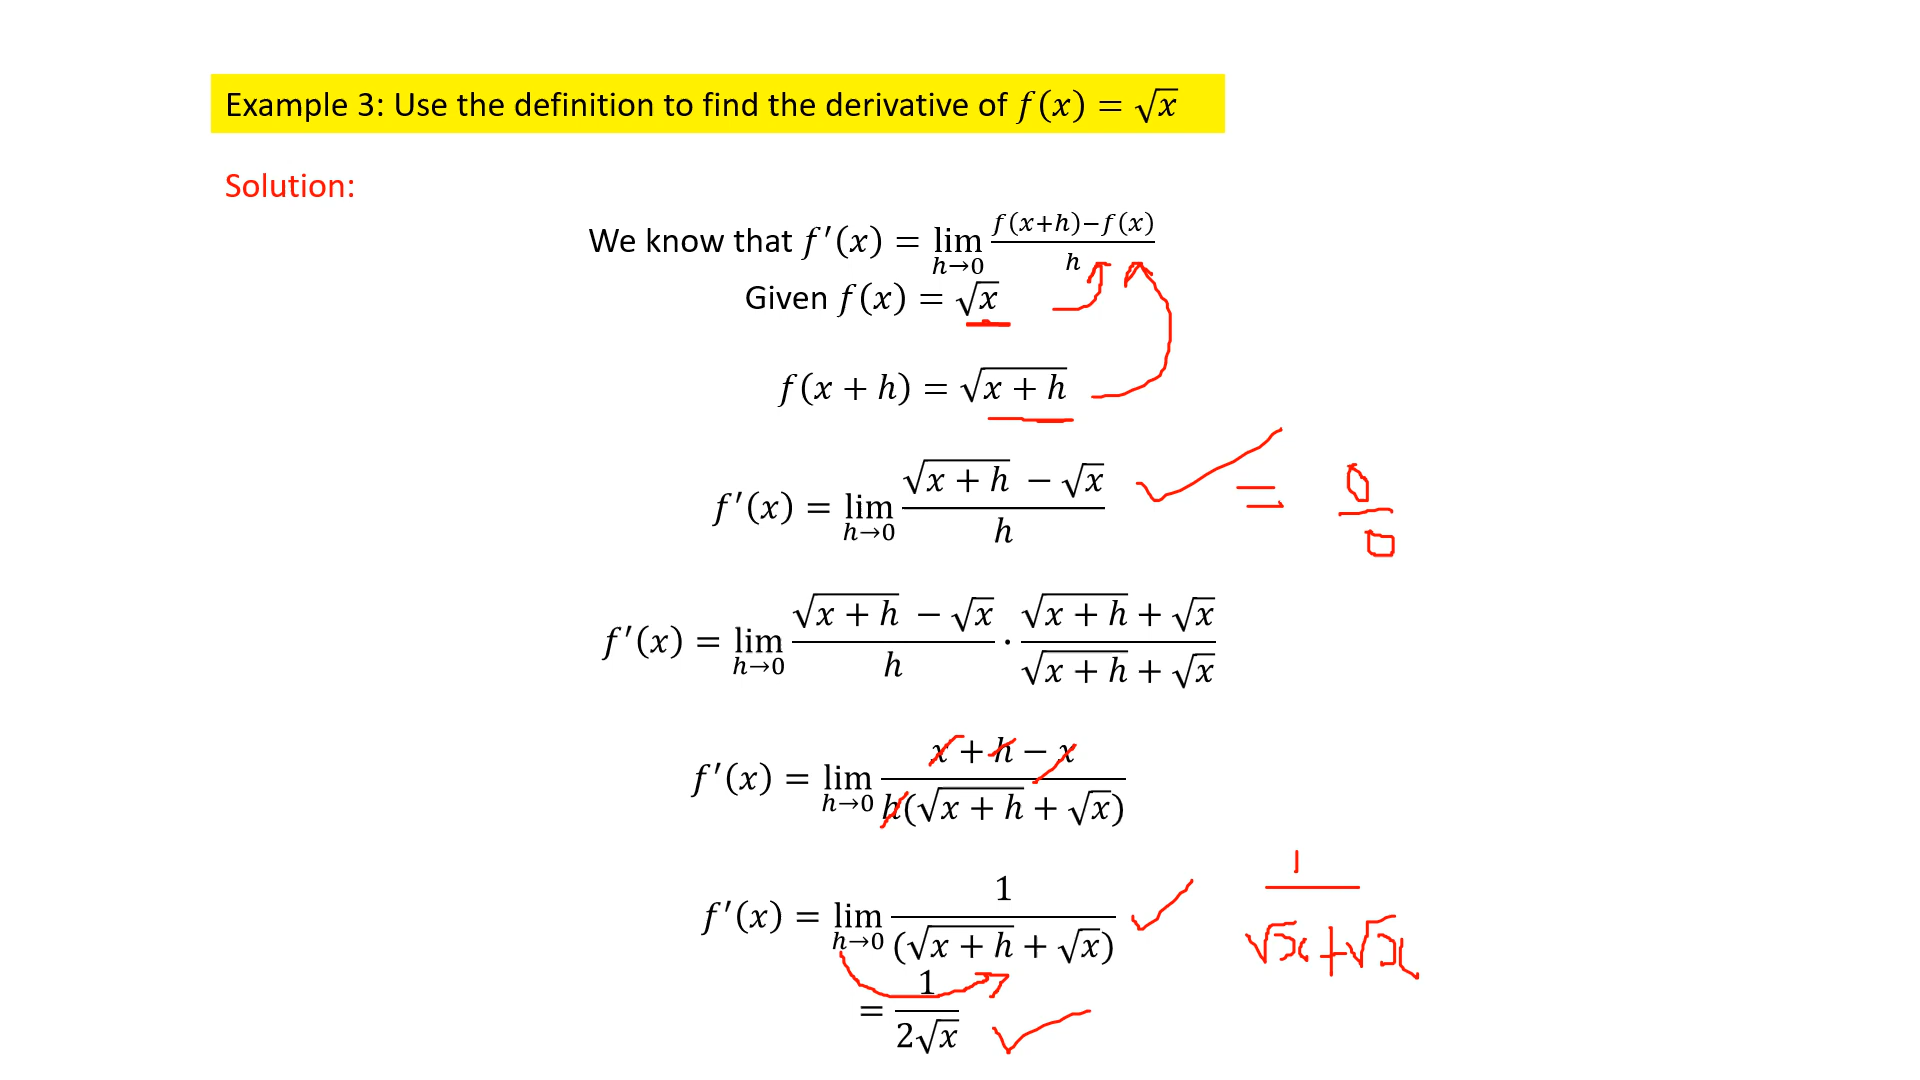 Example 3: Use the definition to find the derivative of f(x) = √x
Solution:
We know that f′(x) = lim_{h→0} (f(x+h)−f(x))/h
Given f(x) = √x
f(x + h) = √(x + h)
f′(x) = lim_{h→0} (√(x + h) − √x)/h = 0/0
f′(x) = lim_{h→0} (√(x + h) − √x)/h · (√(x + h) + √x)/(√(x + h) + √x)
f′(x) = lim_{h→0} (x + h − x)/(h(√(x + h) + √x))
f′(x) = lim_{h→0} 1/((√(x + h) + √x)) 1/(√x+√x)
= 1/(2√x)